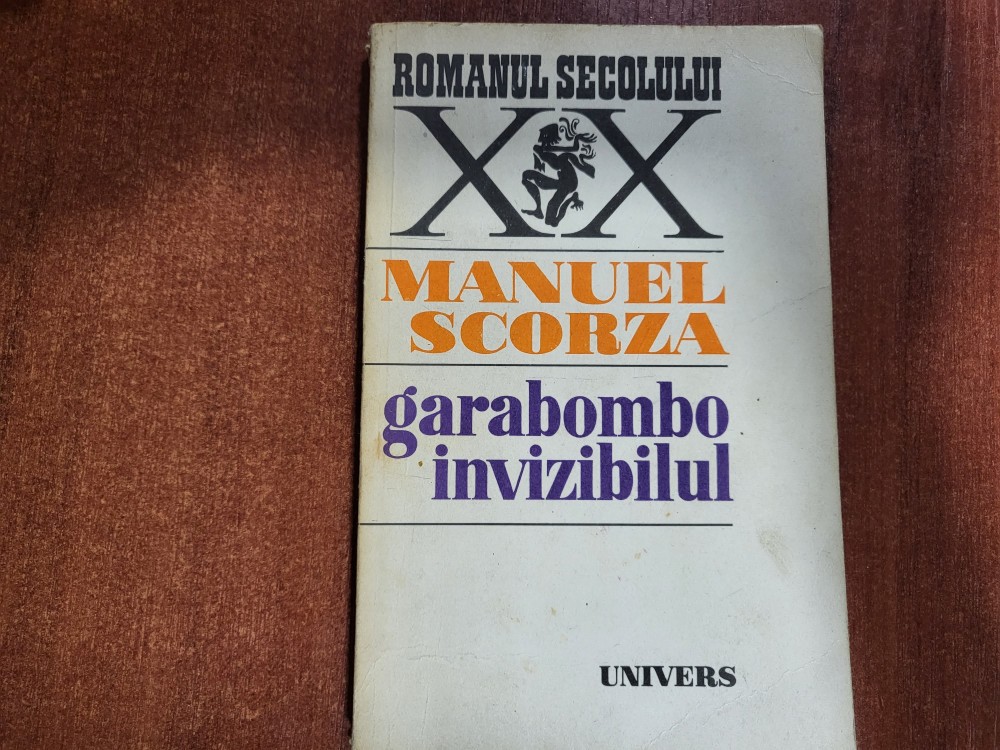 ROMANUL SECOLULUI
XX
MANUEL
SCORZA
garabombo
invizibilul
UNIVERS